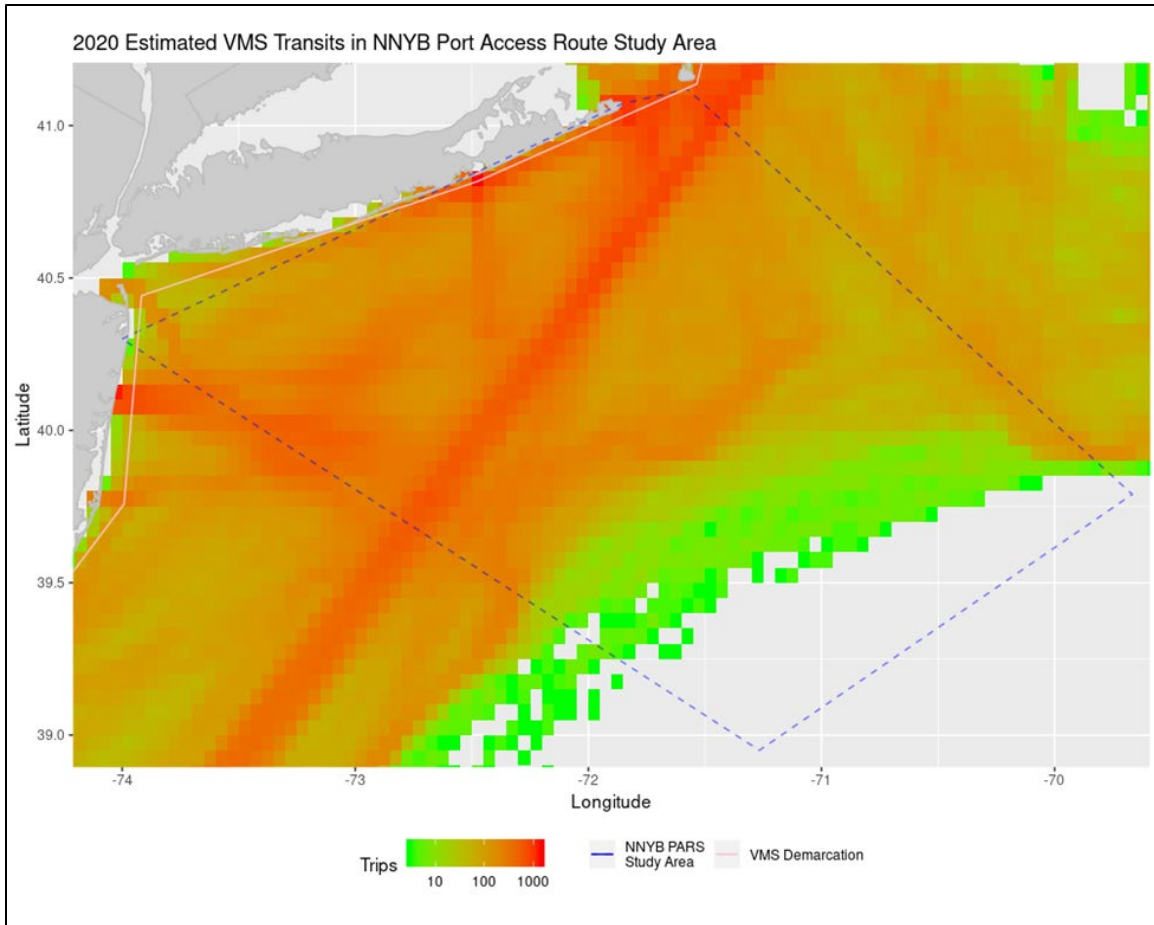 2020 Estimated VMS Transits in NNYB Port Access Route Study Area
41.0
40.5
40.0
39.5
39.0
Latitude
-74
-73
-72
-71
-70
Longitude
Trips
10
100
1000
NNYB PARS
Study Area
VMS Demarcation